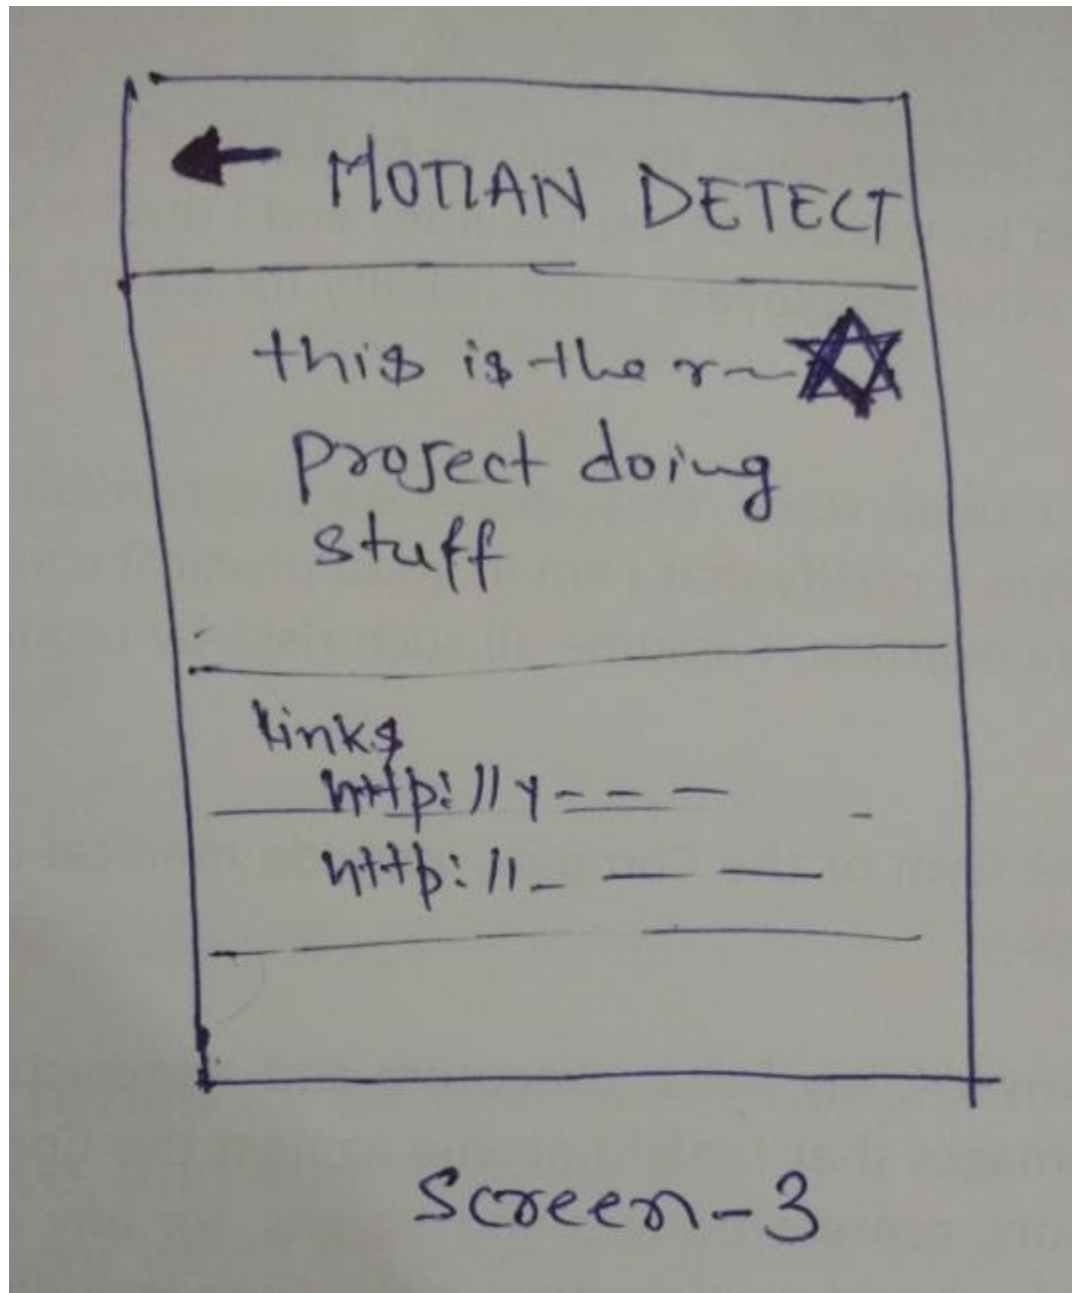 MOTIAN DETECT
this is the
project doing
stuff
links
http://y - - -
http://_ _ _
Screen-3